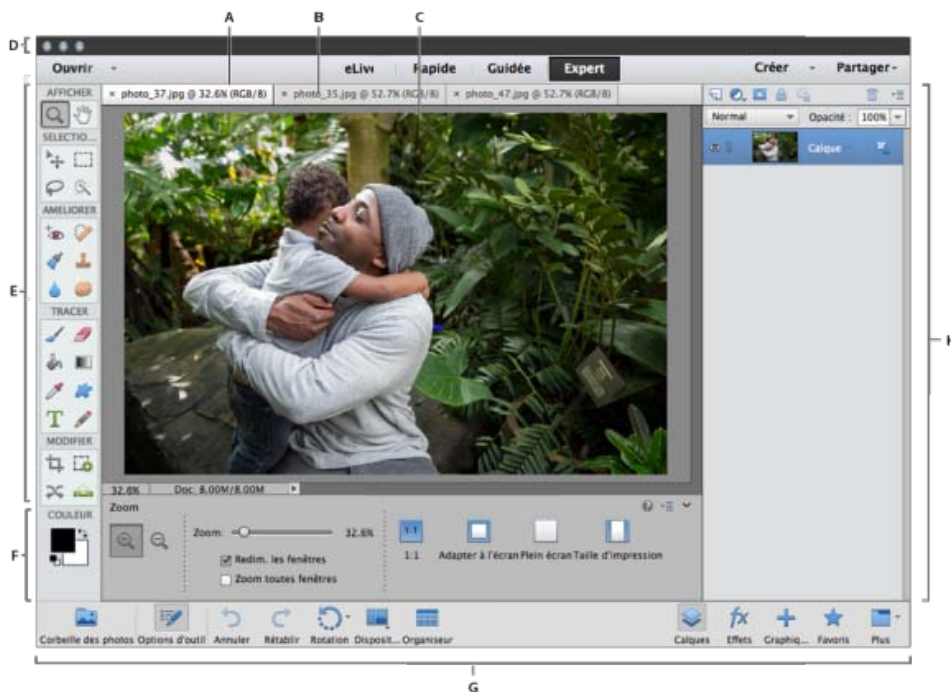 A B C
D
Ouvrir eLive Rapide Guidée Expert Créer Partager
AFFICHER
× photo_37.jpg @ 32.6% (RGB/8) × photo_35.jpg @ 52.7% (RGB/8) × photo_47.jpg @ 52.7% (RGB/8)
Normal Opacité : 100%
SELECTIO...
Calque
AMELIORER
E
TRACER
H
T
MODIFIER
32.6% Doc: 8.00M/8.00M
COULEUR
Zoom
F
Zoom: 32.6%
1:1
1:1 Adapter à l'écran Plein écran Taille d'impression
Redim. les fenêtres
Zoom toutes fenêtres
fx
Corbeille des photos Options d'outil Annuler Rétablir Rotation Disposit... Organiseur Calques Effets Graphiq... Favoris Plus
G